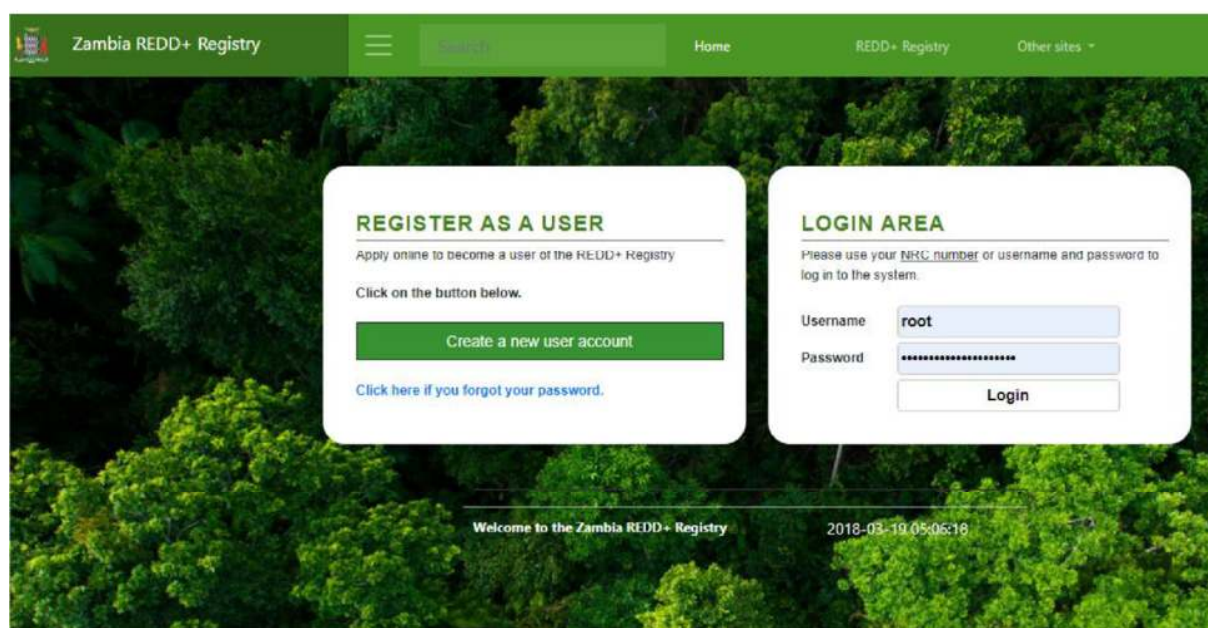 Zambia REDD+ Registry
Search
Home
REDD+ Registry
Other sites
REGISTER AS A USER
Apply online to become a user of the REDD+ Registry
Click on the button below.
Create a new user account
Click here if you forgot your password.
LOGIN AREA
Please use your NRC number or username and password to
log in to the system.
Username
root
Password
Login
Welcome to the Zambia REDD+ Registry
2018-03-19 05:06:18